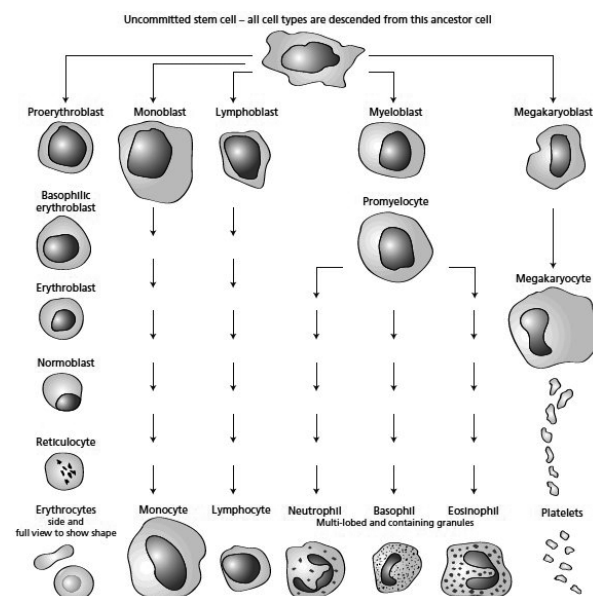 Uncommitted stem cell – all cell types are descended from this ancestor cell
Proerythroblast
Monoblast
Lymphoblast
Myeloblast
Megakaryoblast
Basophilic
erythroblast
Promyelocyte
Erythroblast
Megakaryocyte
Normoblast
Reticulocyte
Erythrocytes
side and
full view to show shape
Monocyte
Lymphocyte
Neutrophil
Basophil
Eosinophil
Multi-lobed and containing granules
Platelets